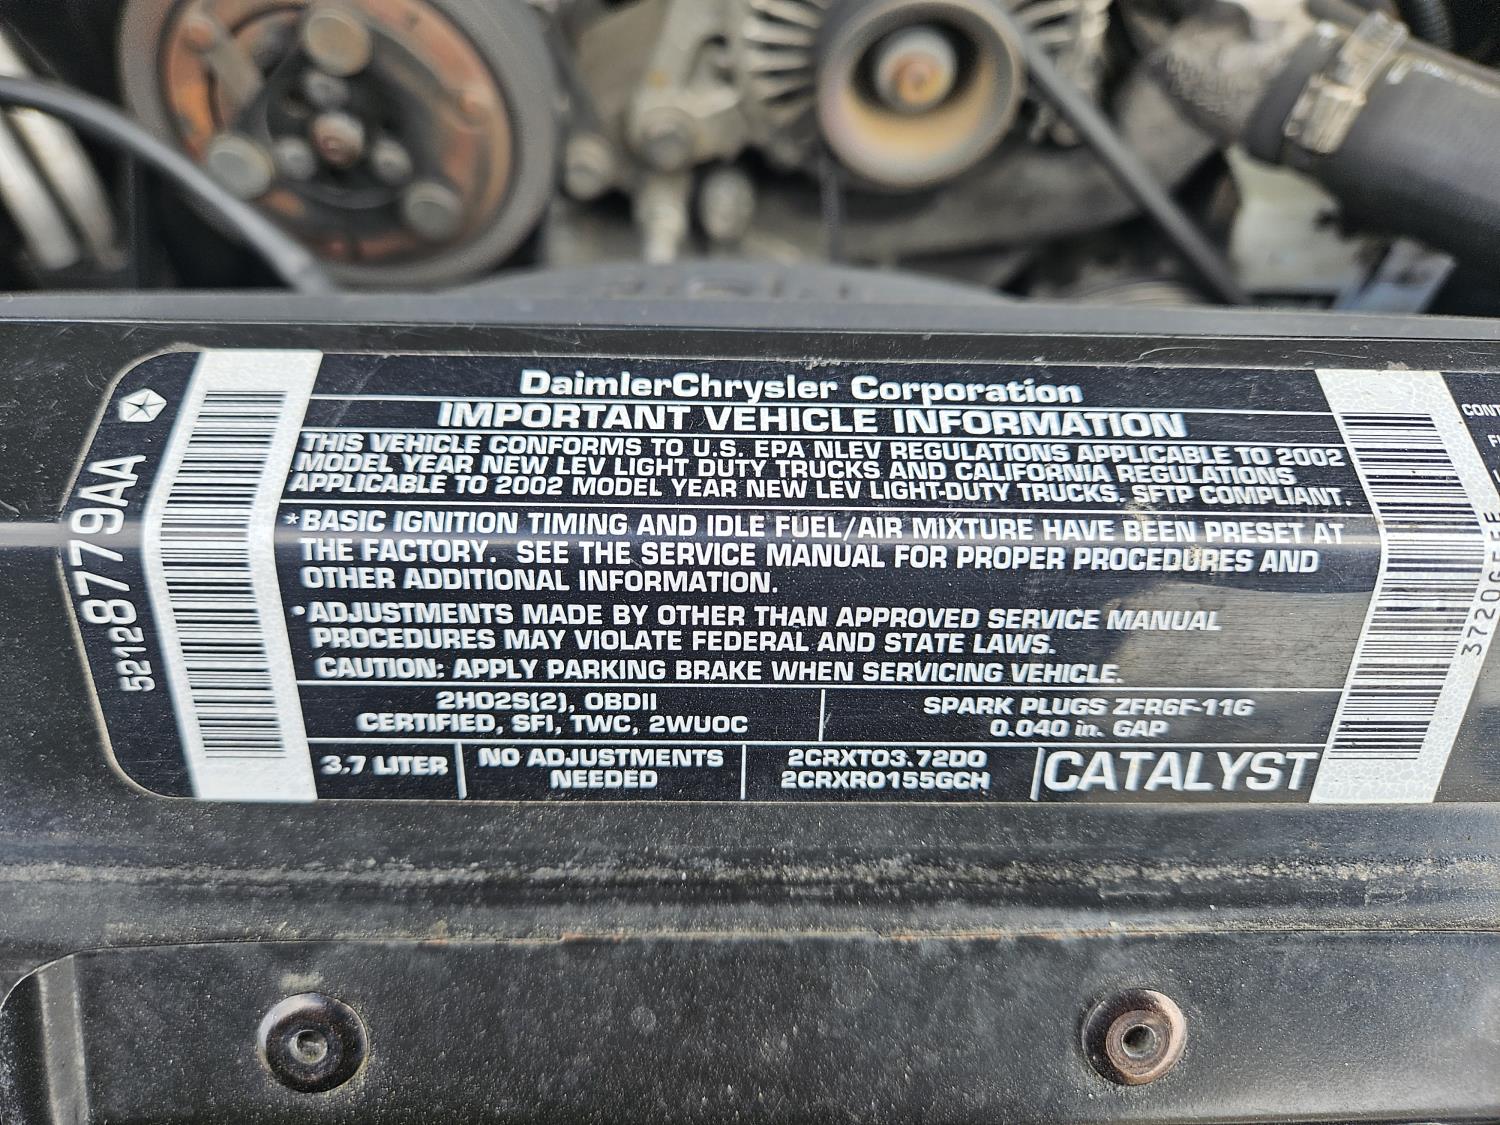 DaimlerChrysler Corporation
IMPORTANT VEHICLE INFORMATION
THIS VEHICLE CONFORMS TO U.S. EPA NLEV REGULATIONS APPLICABLE TO 2002
MODEL YEAR NEW LEV LIGHT DUTY TRUCKS AND CALIFORNIA REGULATIONS
APPLICABLE TO 2002 MODEL YEAR NEW LEV LIGHT-DUTY TRUCKS. SFTP COMPLIANT.
*BASIC IGNITION TIMING AND IDLE FUEL/AIR MIXTURE HAVE BEEN PRESET AT
THE FACTORY. SEE THE SERVICE MANUAL FOR PROPER PROCEDURES AND
OTHER ADDITIONAL INFORMATION.
•ADJUSTMENTS MADE BY OTHER THAN APPROVED SERVICE MANUAL
PROCEDURES MAY VIOLATE FEDERAL AND STATE LAWS.
CAUTION: APPLY PARKING BRAKE WHEN SERVICING VEHICLE.
2HO2S(2), OBDII
CERTIFIED, SFI, TWC, 2WUOC
SPARK PLUGS ZFR6F-11G
0.040 in. GAP
3.7 LITER
NO ADJUSTMENTS
NEEDED
2CRXT03.72D0
2CRXR0155GCH
CATALYST
52128779AA